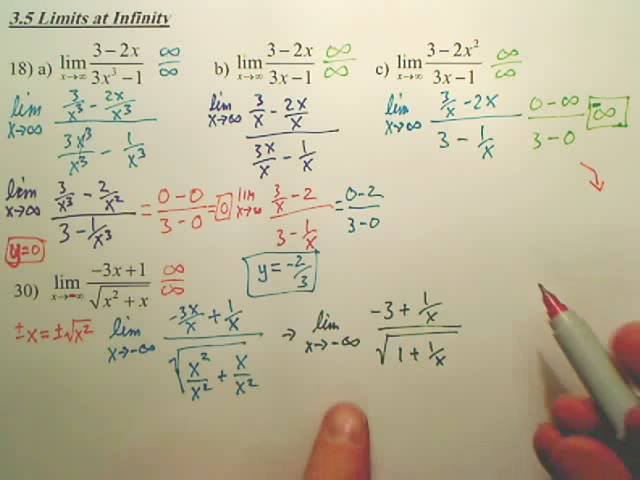 3.5 Limits at Infinity
18) a) lim x→∞ (3 − 2x)/(3x³ − 1) ∞/∞ b) lim x→∞ (3 − 2x)/(3x − 1) ∞/∞ c) lim x→∞ (3 − 2x²)/(3x − 1) ∞/∞
lim x→∞ (3/x³ − 2x/x³)/(3x³/x³ − 1/x³) lim x→∞ (3/x − 2x/x)/(3x/x − 1/x) lim x→∞ (3/x − 2x)/(3 − 1/x) (0 − ∞)/(3 − 0) −∞
lim x→∞ (3/x³ − 2/x²)/(3 − 1/x³) = (0 − 0)/(3 − 0) = 0 lim x→∞ (3/x − 2)/(3 − 1/x) = (0 − 2)/(3 − 0)
y = 0 y = −2/3
30) lim x→−∞ (−3x + 1)/√(x² + x) ∞/∞
±x = ±√x² lim x→−∞ (−3x/x + 1/x)/√(x²/x² + x/x²) → lim x→−∞ (−3 + 1/x)/√(1 + 1/x)